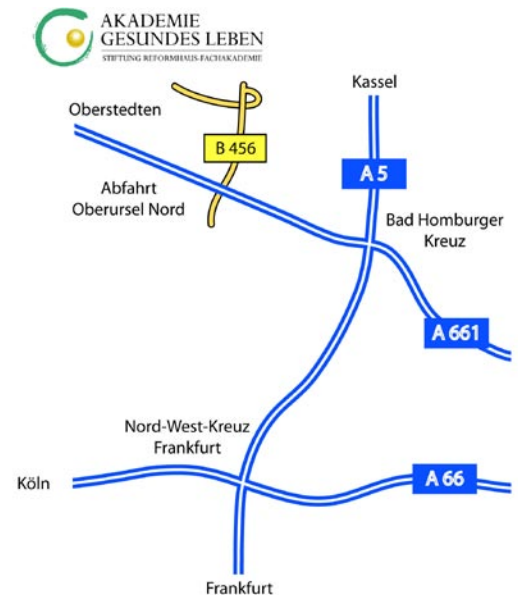 AKADEMIE
GESUNDES LEBEN
STIFTUNG REFORMHAUS-FACHAKADEMIE
Kassel
Oberstedten
B 456
A 5
Abfahrt
Oberursel Nord
Bad Homburger
Kreuz
A 661
Nord-West-Kreuz
Frankfurt
Köln
A 66
Frankfurt